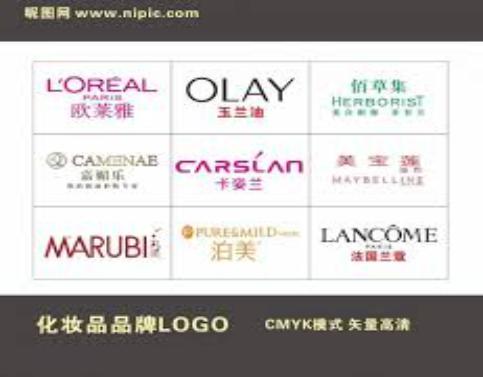 昵图网 www.nipic.com
L'ORÉAL
PARIS
欧莱雅
OLAY
玉兰油
佰草集
HERBORIST
CAMENAE
嘉媚乐
CARSLAN
卡姿兰
美宝莲
MAYBELLINE
MARUBI
PURE&MILD
泊美
LANCÔME
PARIS
法国兰蔻
化妆品品牌LOGO CMYK模式 矢量高清